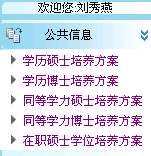 欢迎您:刘秀燕
公共信息
学历硕士培养方案
学历博士培养方案
同等学力硕士培养方案
同等学力博士培养方案
在职硕士学位培养方案